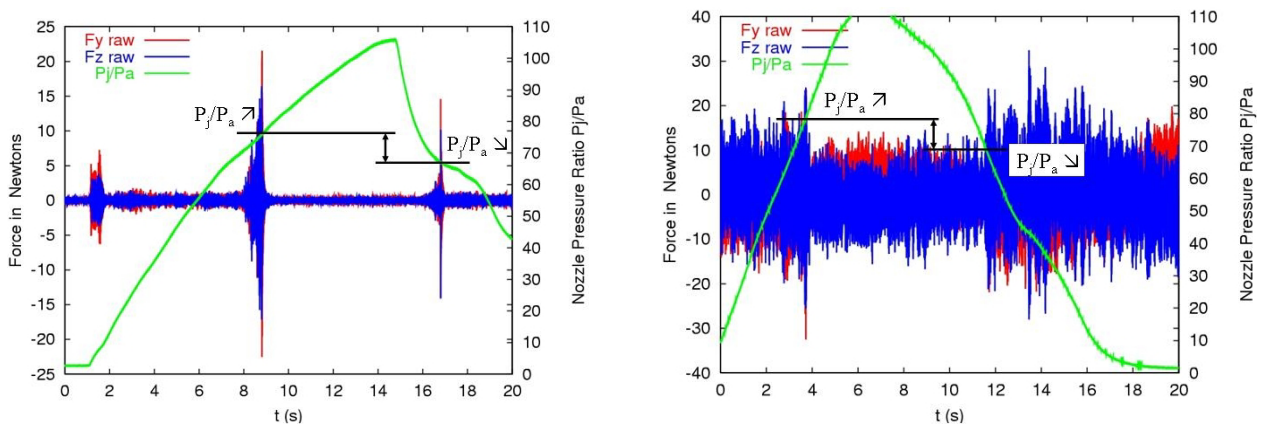 25
20
15
10
5
0
-5
-10
-15
-20
-25
Force in Newtons
Fy raw
Fz raw
Pj/Pa
Pj/Pa ↗
Pj/Pa ↘
110
100
90
80
70
60
50
40
30
20
10
0
Nozzle Pressure Ratio Pj/Pa
0 2 4 6 8 10 12 14 16 18 20
t (s)
40
30
20
10
0
-10
-20
-30
-40
Force in Newtons
Fy raw
Fz raw
Pj/Pa
Pj/Pa ↗
Pj/Pa ↘
110
100
90
80
70
60
50
40
30
20
10
0
Nozzle Pressure Ratio Pj/Pa
0 2 4 6 8 10 12 14 16 18 20
t (s)